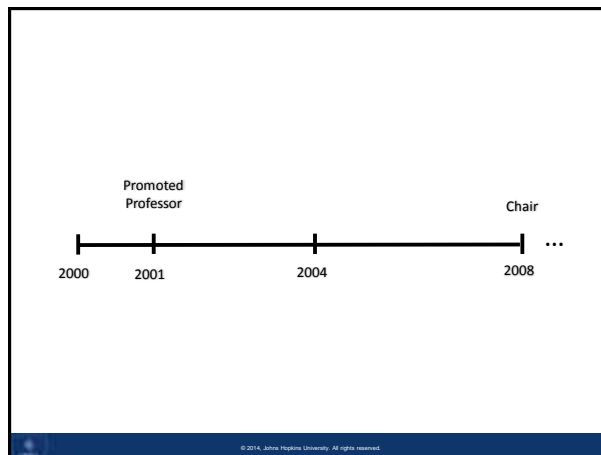 Promoted
Professor
Chair
...
2000
2001
2004
2008
© 2014, Johns Hopkins University. All rights reserved.